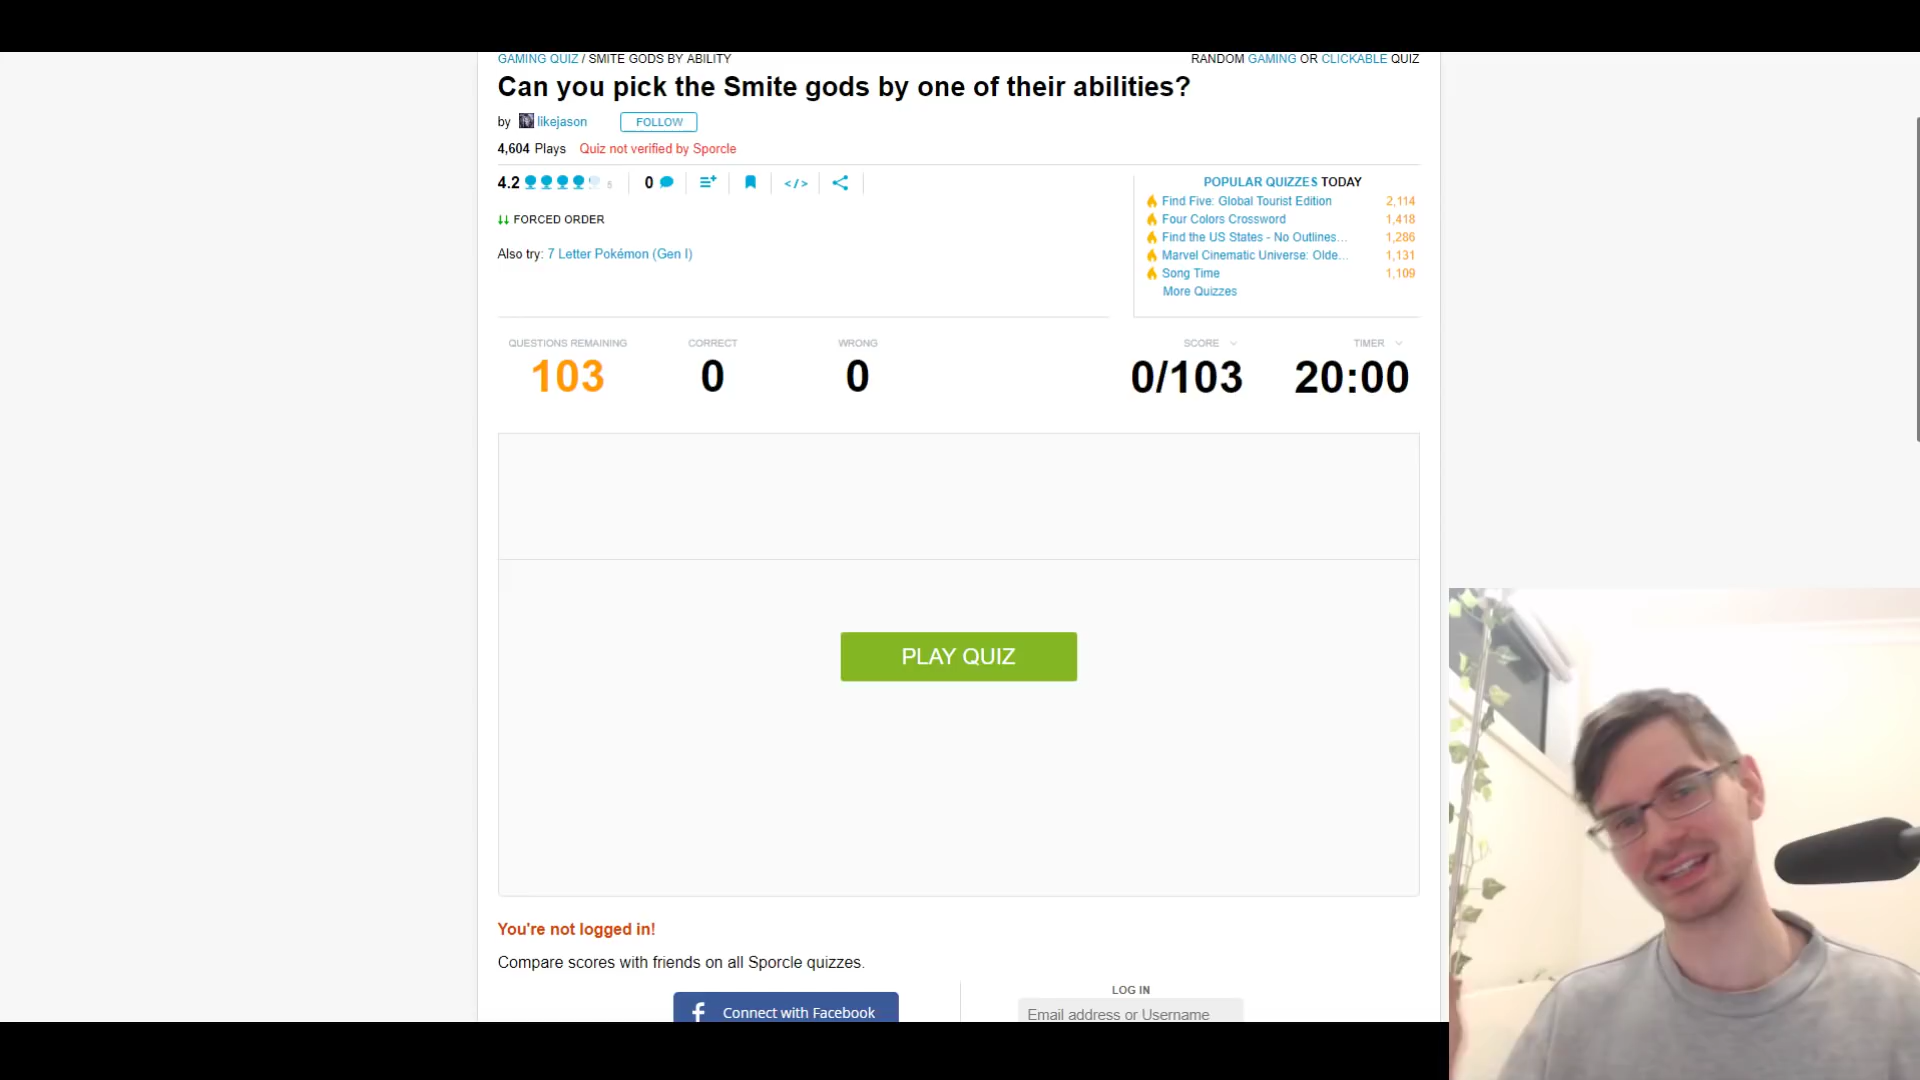 GAMING QUIZ / SMITE GODS BY ABILITY
RANDOM GAMING OR CLICKABLE QUIZ
Can you pick the Smite gods by one of their abilities?
by likejason FOLLOW
4,604 Plays Quiz not verified by Sporcle
4.2 5 0 </>
FORCED ORDER
Also try: 7 Letter Pokémon (Gen I)
POPULAR QUIZZES TODAY
Find Five: Global Tourist Edition 2,114
Four Colors Crossword 1,418
Find the US States - No Outlines... 1,286
Marvel Cinematic Universe: Olde... 1,131
Song Time 1,109
More Quizzes
QUESTIONS REMAINING CORRECT WRONG SCORE TIMER
103 0 0 0/103 20:00
PLAY QUIZ
You're not logged in!
Compare scores with friends on all Sporcle quizzes.
LOG IN
f Connect with Facebook
Email address or Username